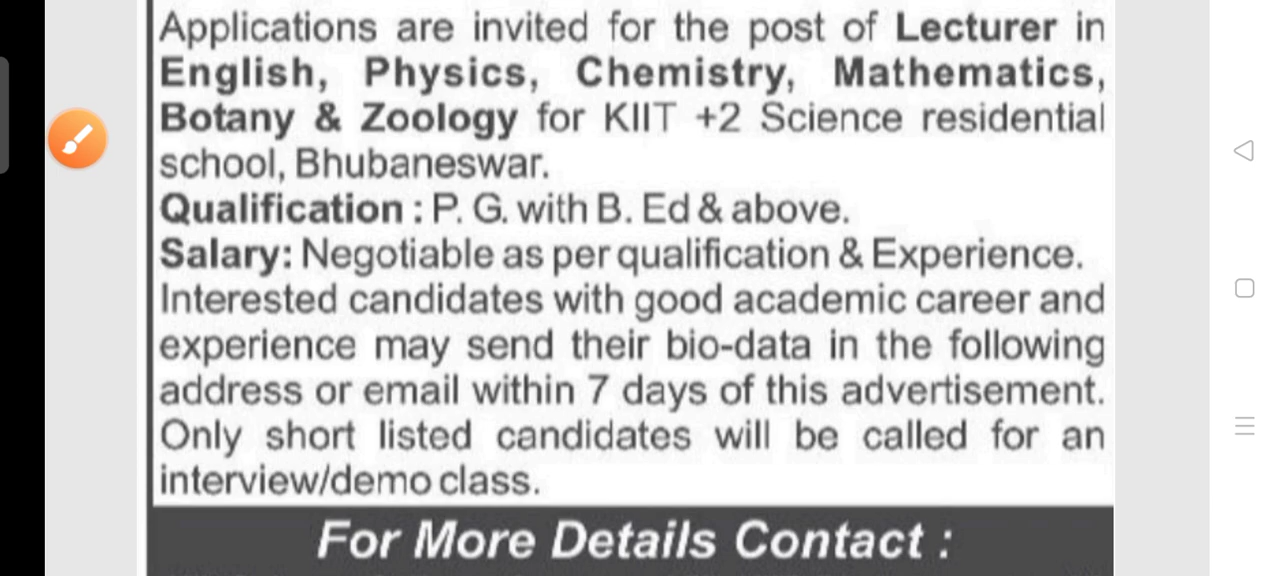 Applications are invited for the post of Lecturer in
English, Physics, Chemistry, Mathematics,
Botany & Zoology for KIIT +2 Science residential
school, Bhubaneswar.
Qualification : P. G. with B. Ed & above.
Salary: Negotiable as per qualification & Experience.
Interested candidates with good academic career and
experience may send their bio-data in the following
address or email within 7 days of this advertisement.
Only short listed candidates will be called for an
interview/demo class.
For More Details Contact :